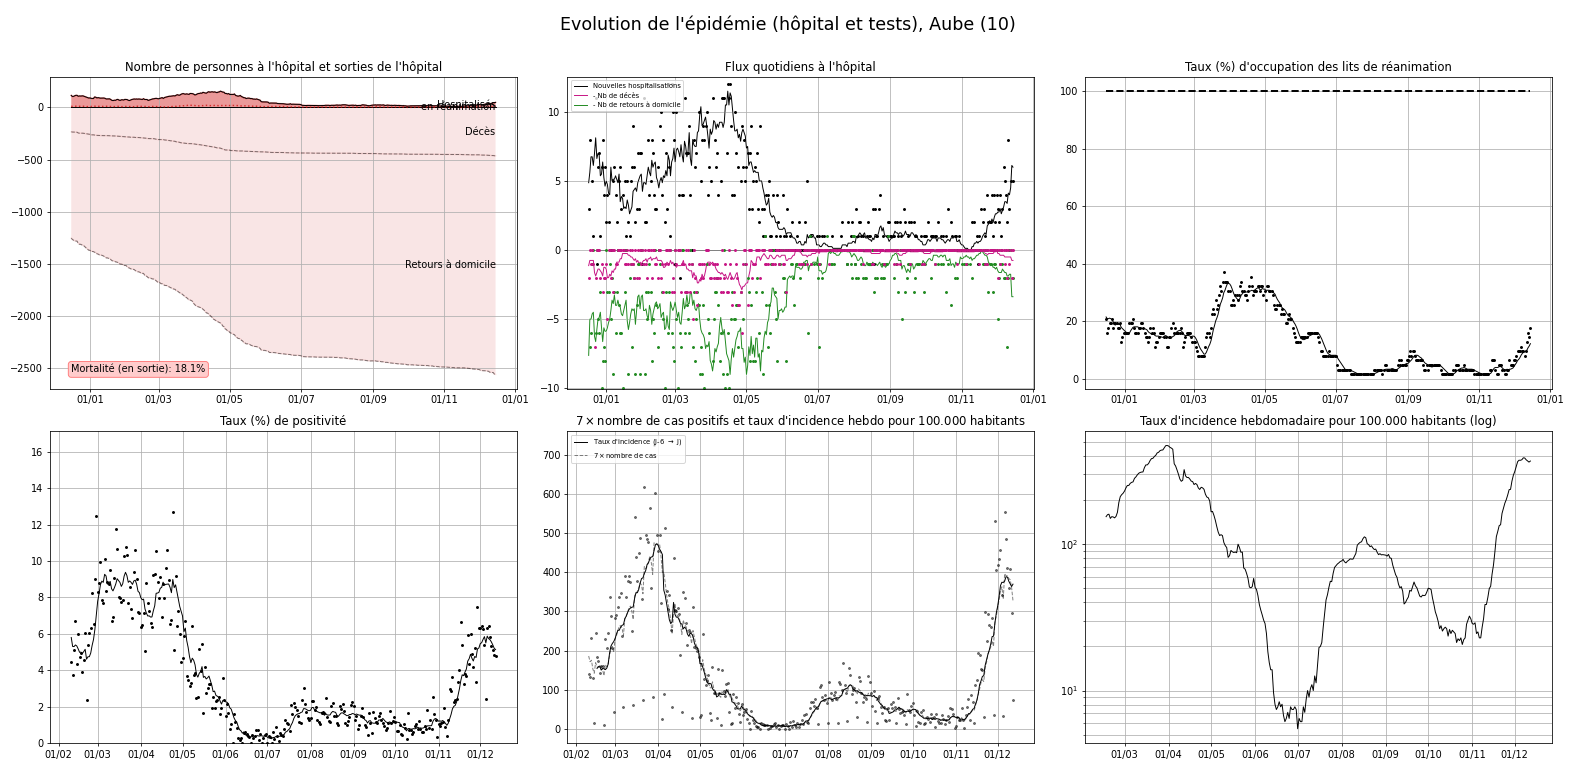 Evolution de l'épidémie (hôpital et tests), Aube (10)
Nombre de personnes à l'hôpital et sorties de l'hôpital
0
−500
−1000
−1500
−2000
−2500
Hospitalisés
en réanimation
Décès
Retours à domicile
Mortalité (en sortie): 18.1%
01/01 01/03 01/05 01/07 01/09 01/11 01/01
Flux quotidiens à l'hôpital
Nouvelles hospitalisations
- Nb de décès
- Nb de retours à domicile
10
5
0
−5
−10
01/01 01/03 01/05 01/07 01/09 01/11 01/01
Taux (%) d'occupation des lits de réanimation
100
80
60
40
20
0
01/01 01/03 01/05 01/07 01/09 01/11 01/01
Taux (%) de positivité
16
14
12
10
8
6
4
2
0
01/02 01/03 01/04 01/05 01/06 01/07 01/08 01/09 01/10 01/11 01/12
7 × nombre de cas positifs et taux d'incidence hebdo pour 100.000 habitants
Taux d'incidence (J-6 → J)
7 × nombre de cas
700
600
500
400
300
200
100
0
01/02 01/03 01/04 01/05 01/06 01/07 01/08 01/09 01/10 01/11 01/12
Taux d'incidence hebdomadaire pour 100.000 habitants (log)
10²
10¹
01/03 01/04 01/05 01/06 01/07 01/08 01/09 01/10 01/11 01/12